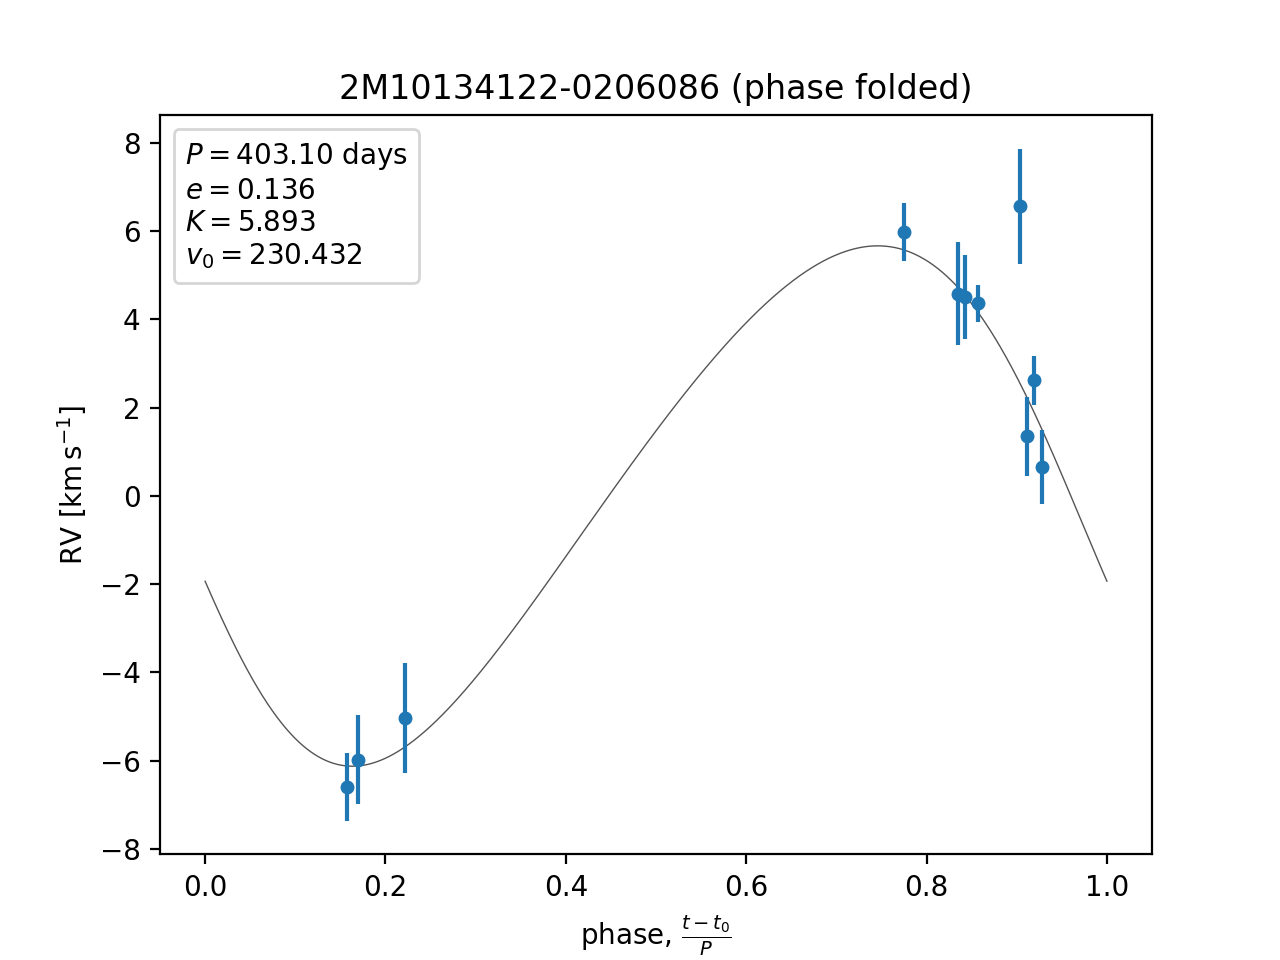 2M10134122-0206086 (phase folded)
P = 403.10 days
e = 0.136
K = 5.893
v₀ = 230.432
8
6
4
2
0
−2
−4
−6
−8
RV [km s⁻¹]
0.0 0.2 0.4 0.6 0.8 1.0
phase, (t − t₀)/P